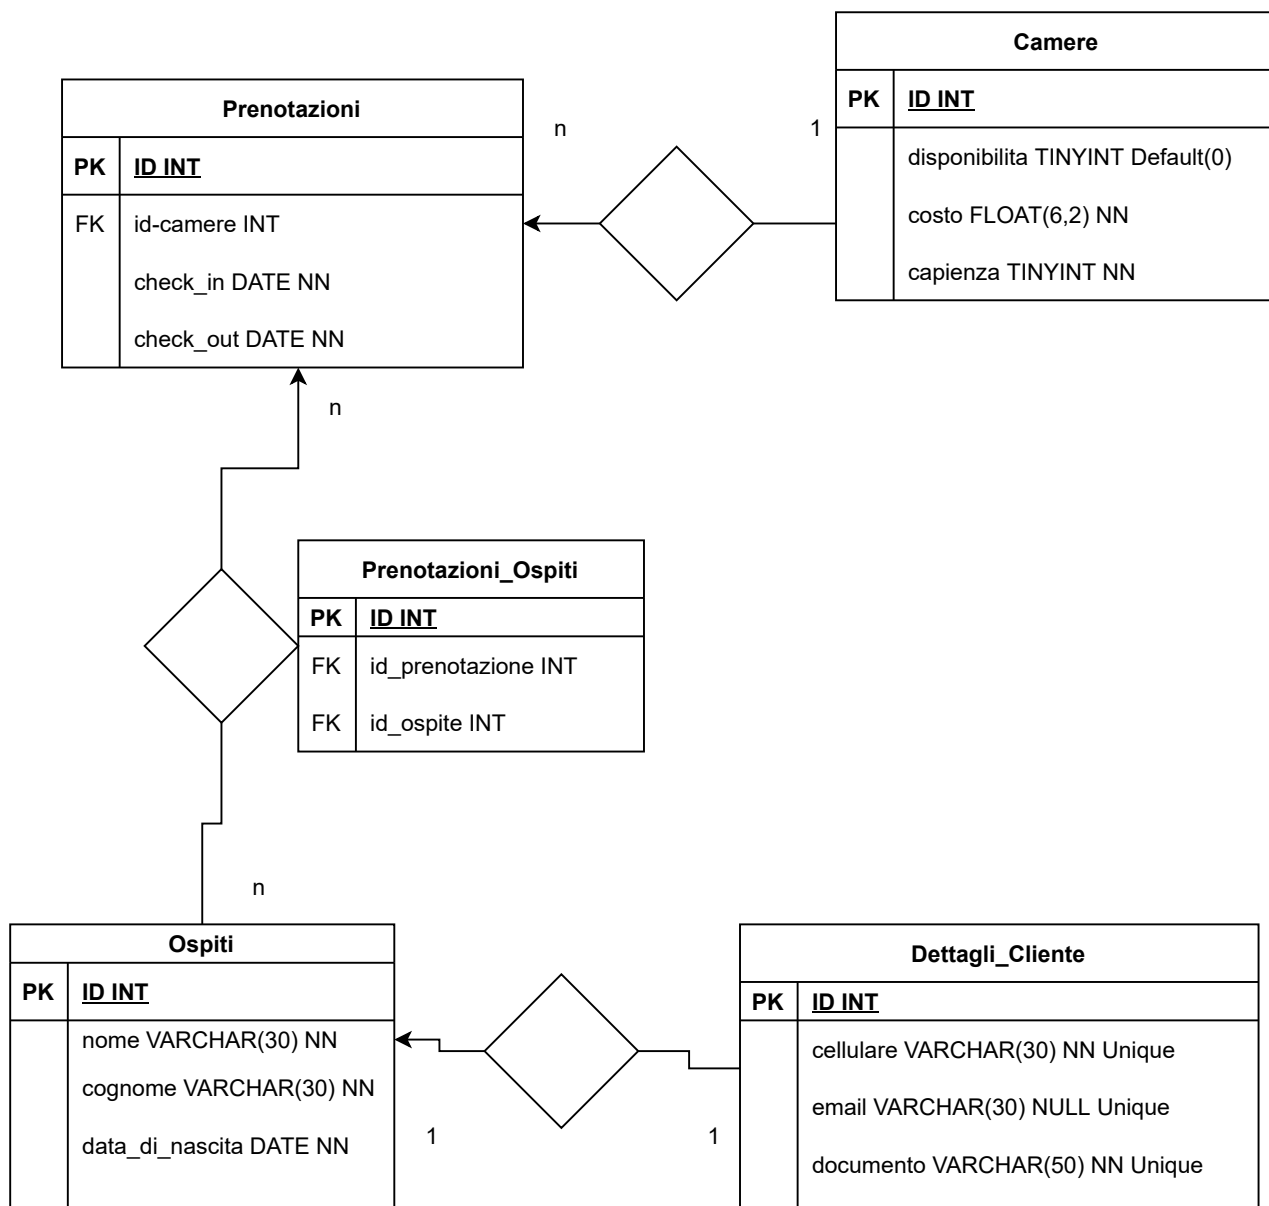 Camere
PK ID INT
disponibilita TINYINT Default(0)
costo FLOAT(6,2) NN
capienza TINYINT NN
Prenotazioni
PK ID INT
FK id-camere INT
check_in DATE NN
check_out DATE NN
n
1
n
Prenotazioni_Ospiti
PK ID INT
FK id_prenotazione INT
FK id_ospite INT
n
Ospiti
PK ID INT
nome VARCHAR(30) NN
cognome VARCHAR(30) NN
data_di_nascita DATE NN
1
1
Dettagli_Cliente
PK ID INT
cellulare VARCHAR(30) NN Unique
email VARCHAR(30) NULL Unique
documento VARCHAR(50) NN Unique